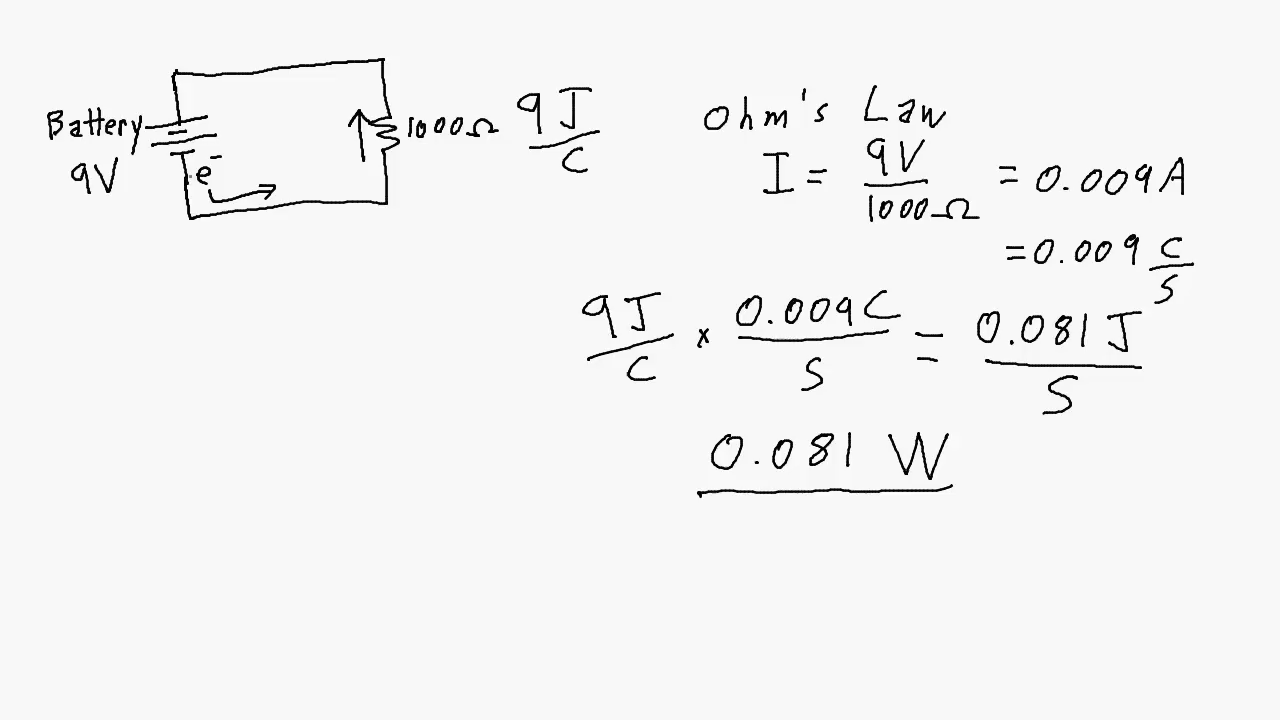 Battery
9V
e⁻
1000Ω
9J/C
Ohm's Law
I = 9V/1000Ω = 0.009A
= 0.009 C/S
9J/C × 0.009C/S = 0.081J/S
0.081 W